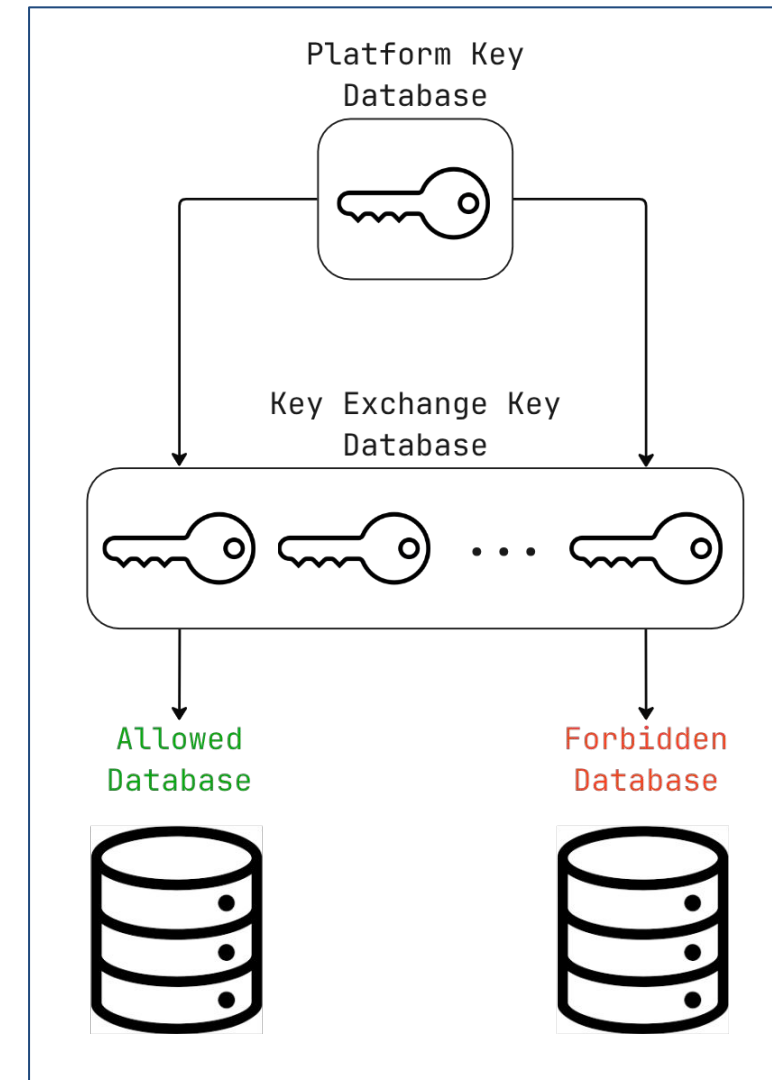 Platform Key
Database
Key Exchange Key
Database
. . .
Allowed
Database
Forbidden
Database